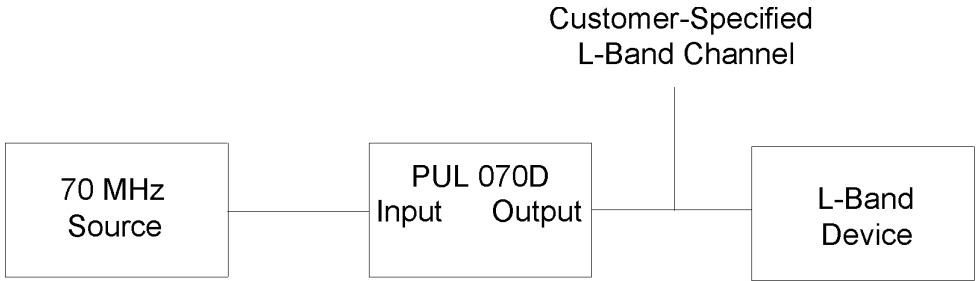 Customer-Specified
L-Band Channel
70 MHz
Source
PUL 070D
Input Output
L-Band
Device